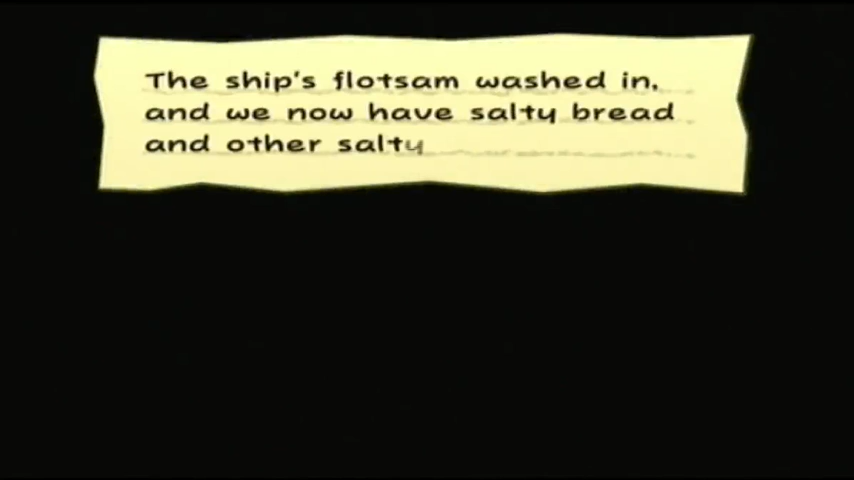 The ship's flotsam washed in,
and we now have salty bread
and other salty